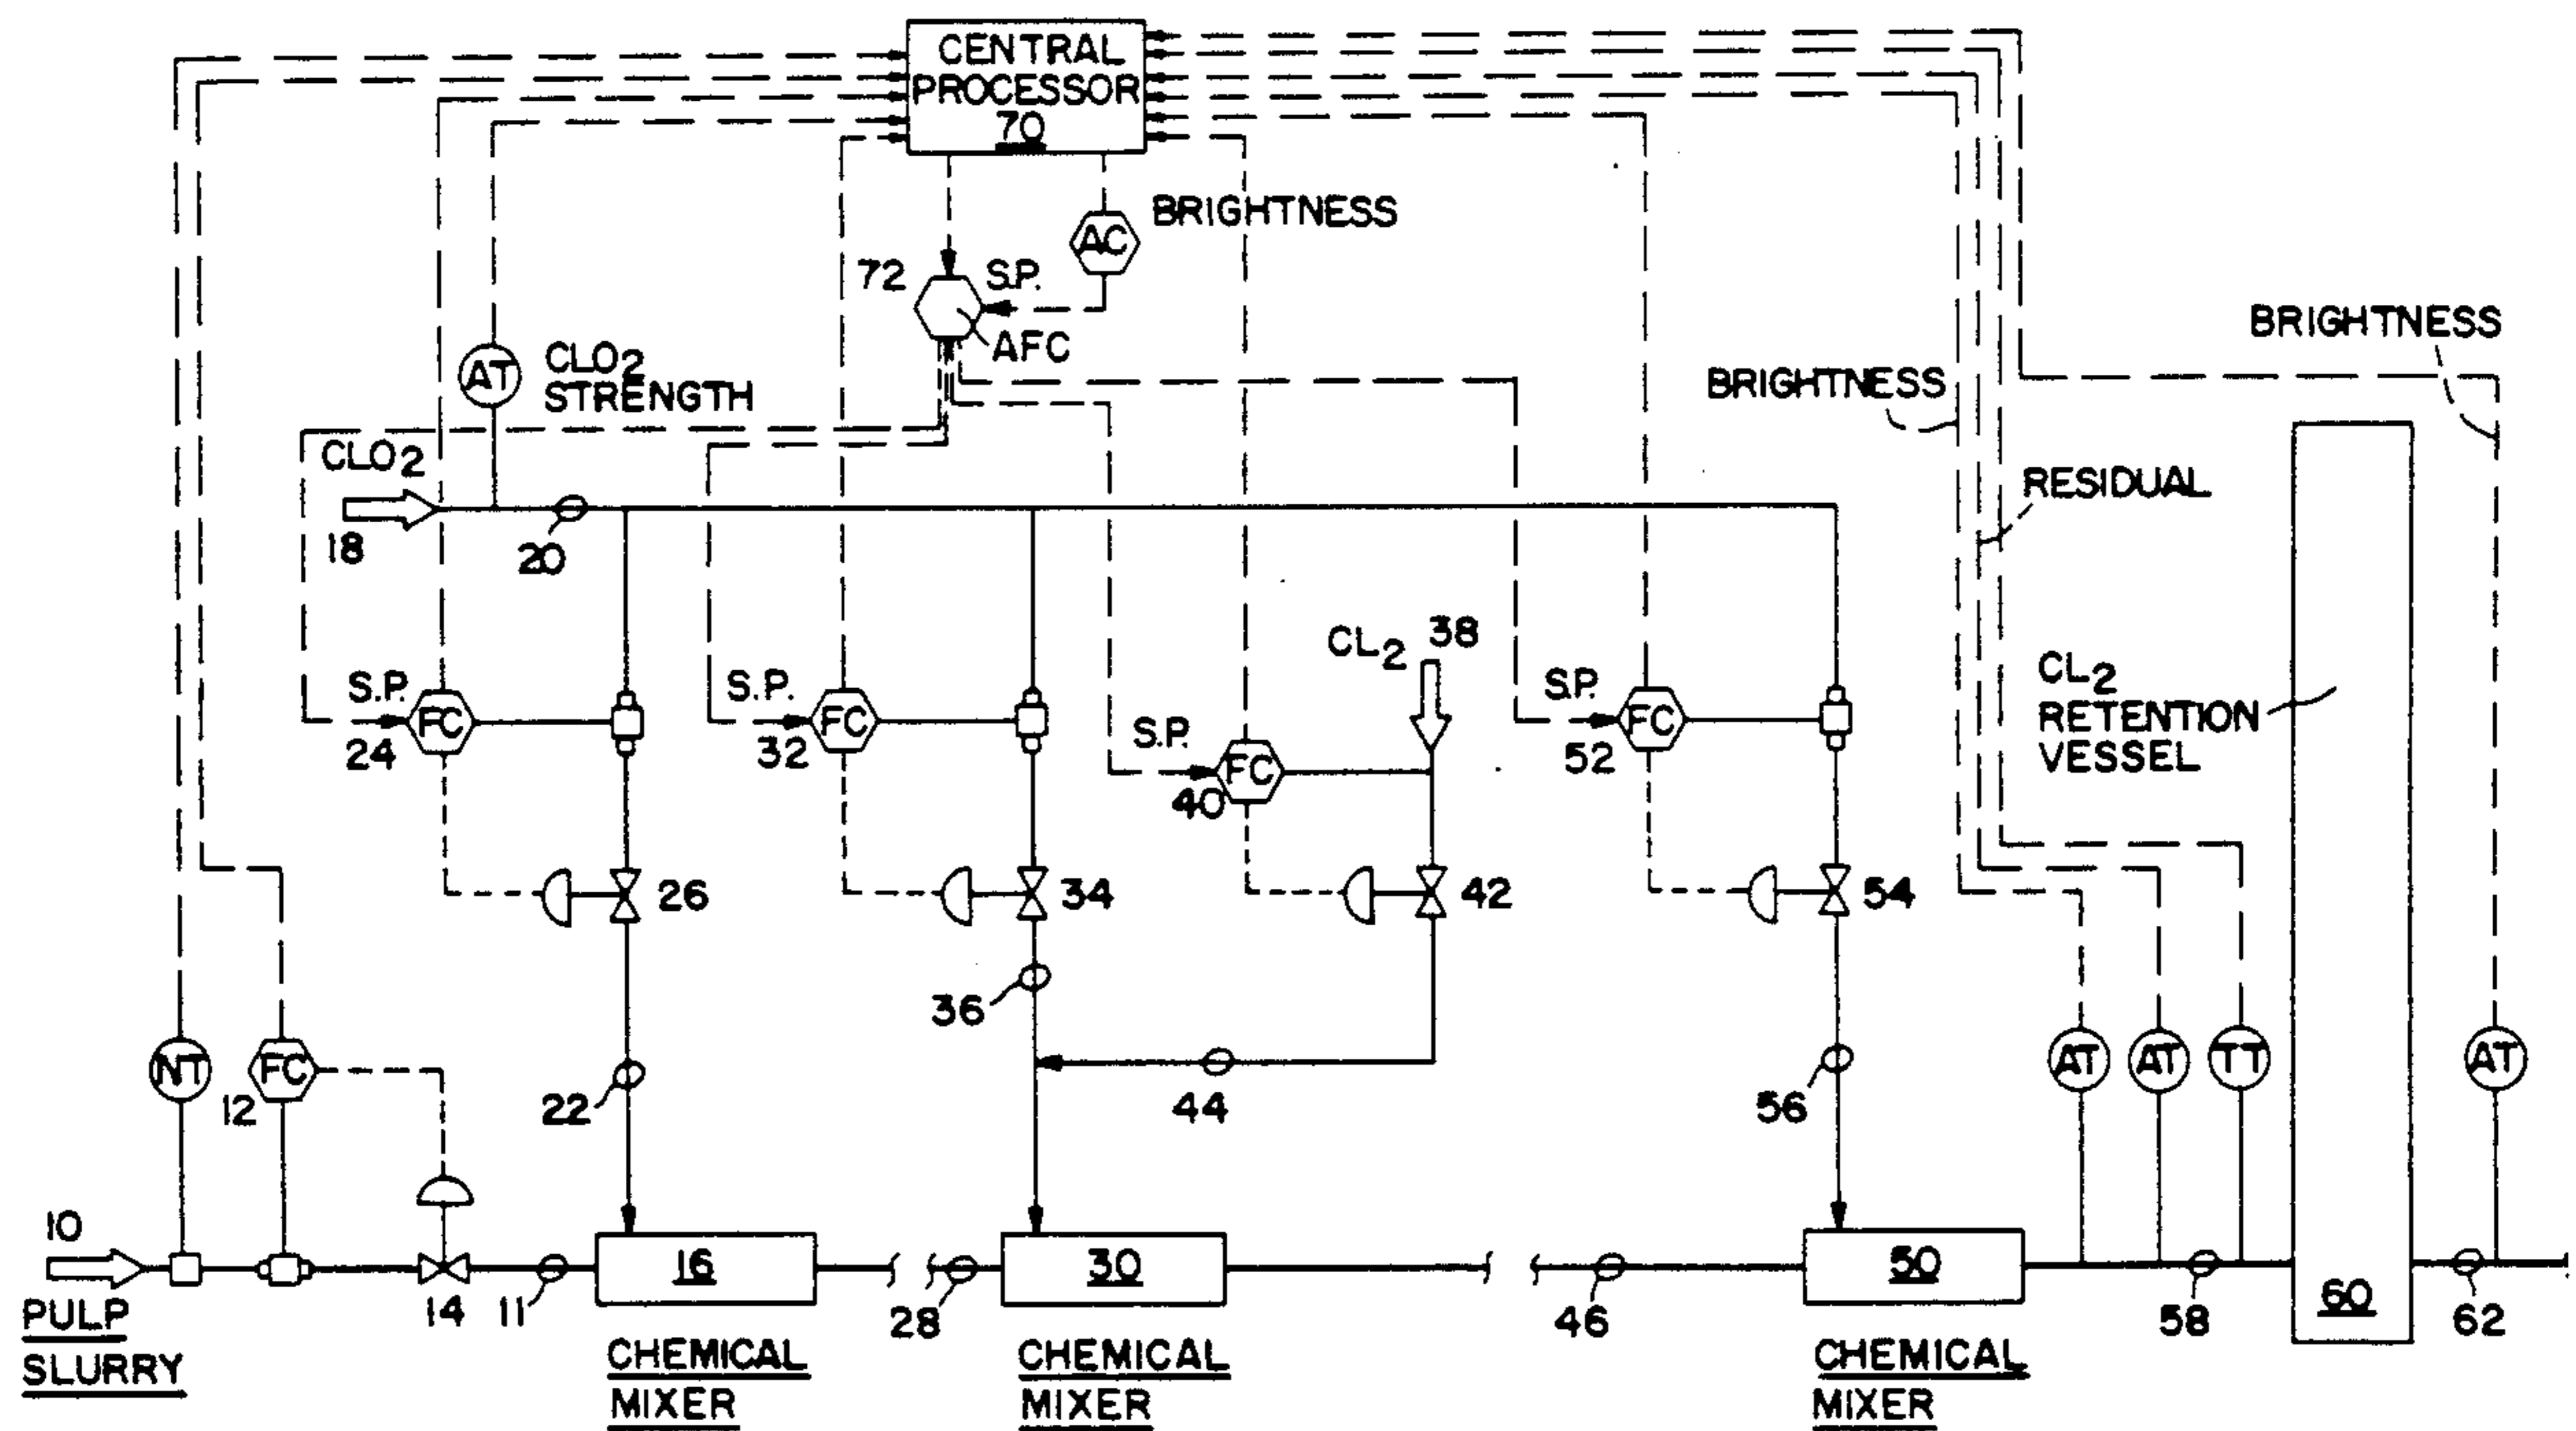 CENTRAL
PROCESSOR
70
BRIGHTNESS
AC
72
S.P.
AFC
BRIGHTNESS
AT
CLO2
STRENGTH
BRIGHTNESS
CLO2
RESIDUAL
18
20
CL2
38
S.P.
FC
24
S.P.
FC
32
S.P.
FC
40
S.P.
FC
52
CL2
RETENTION
VESSEL
26
34
42
54
36
NT
FC
12
22
44
56
AT
AT
TT
AT
10
16
30
50
60
PULP
SLURRY
14
11
28
46
58
62
CHEMICAL
MIXER
CHEMICAL
MIXER
CHEMICAL
MIXER